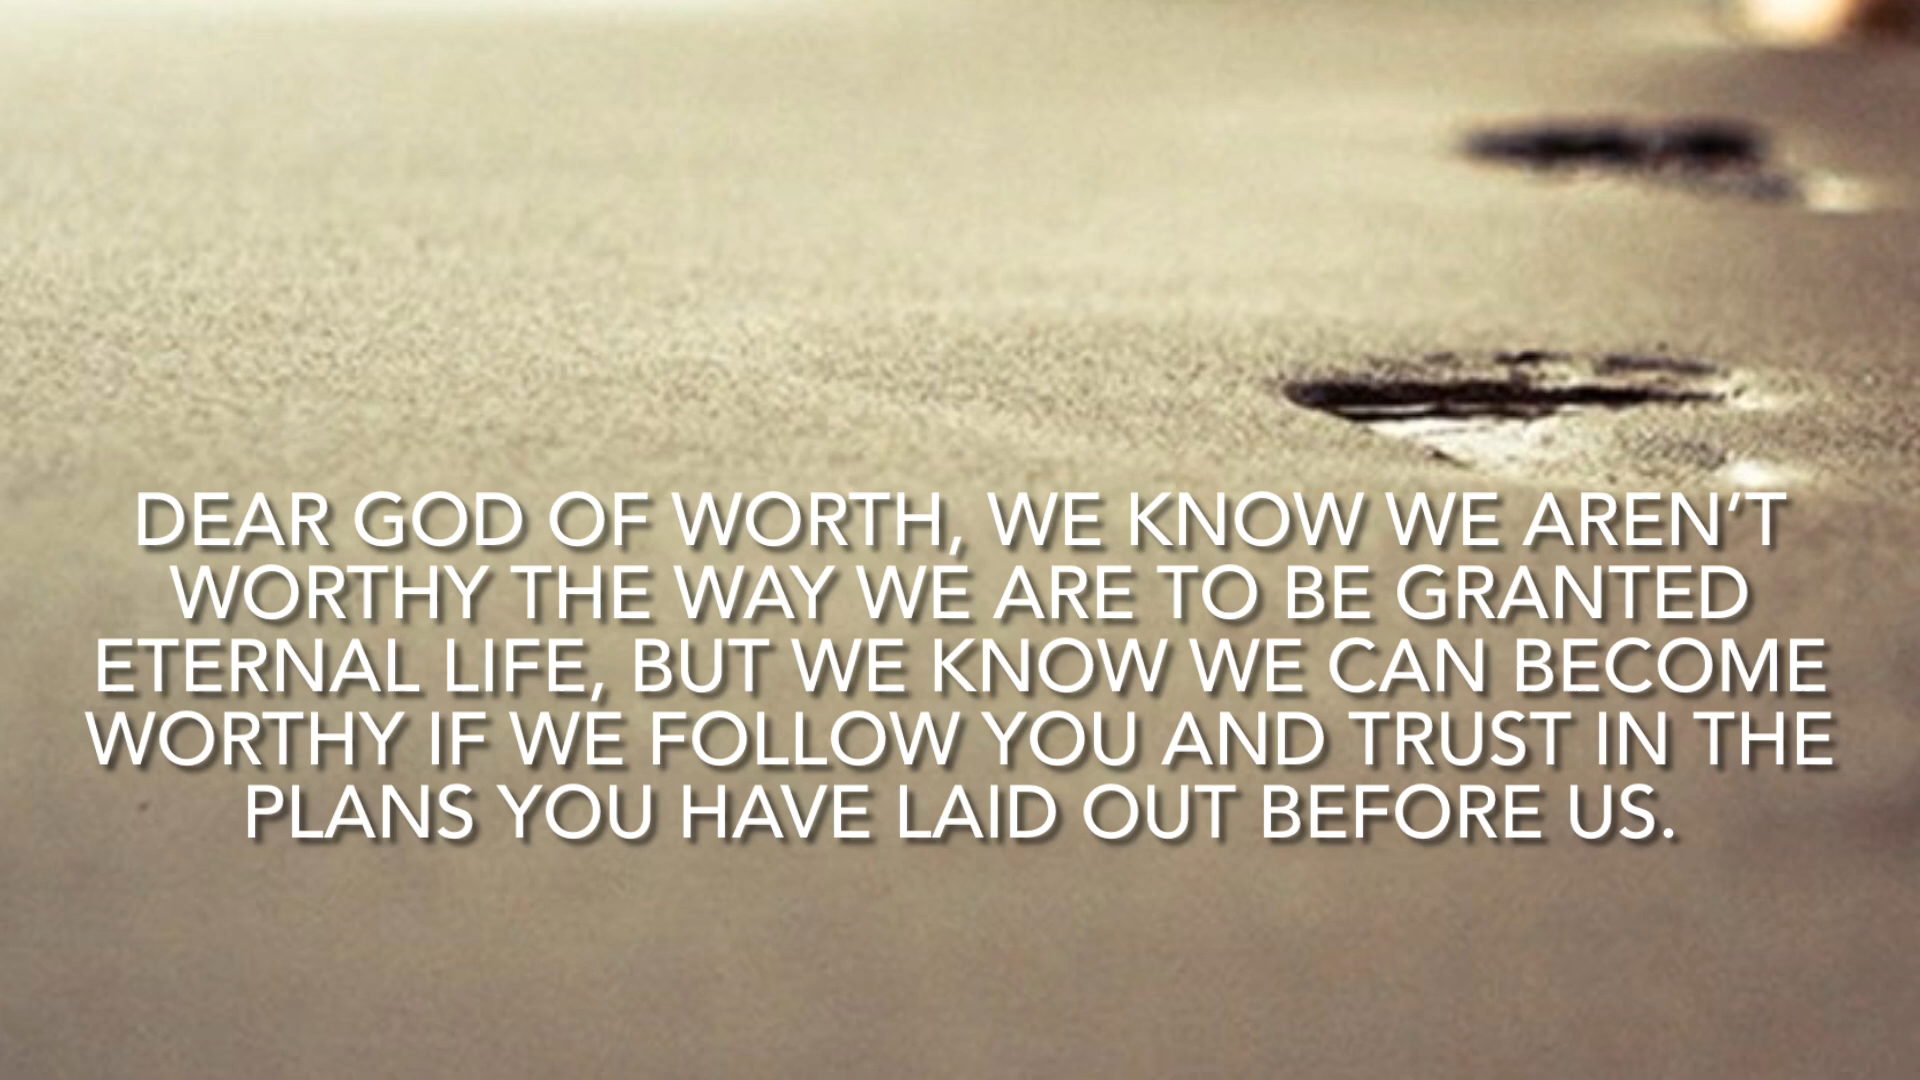 DEAR GOD OF WORTH, WE KNOW WE AREN’T
WORTHY THE WAY WE ARE TO BE GRANTED
ETERNAL LIFE, BUT WE KNOW WE CAN BECOME
WORTHY IF WE FOLLOW YOU AND TRUST IN THE
PLANS YOU HAVE LAID OUT BEFORE US.